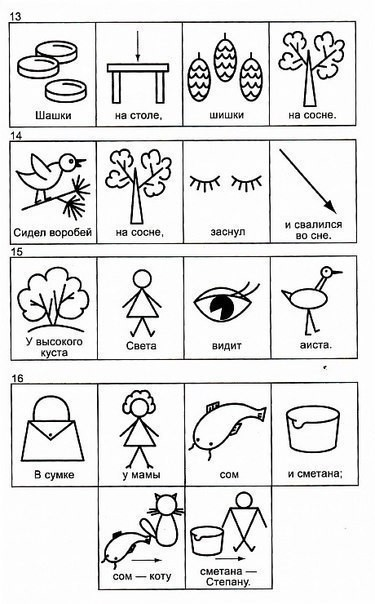 13
Шашки на столе, шишки на сосне.
14
Сидел воробей на сосне, заснул и свалился во сне.
15
У высокого куста Света видит аиста.
16
В сумке у мамы сом и сметана;
сом — коту сметана — Степану.